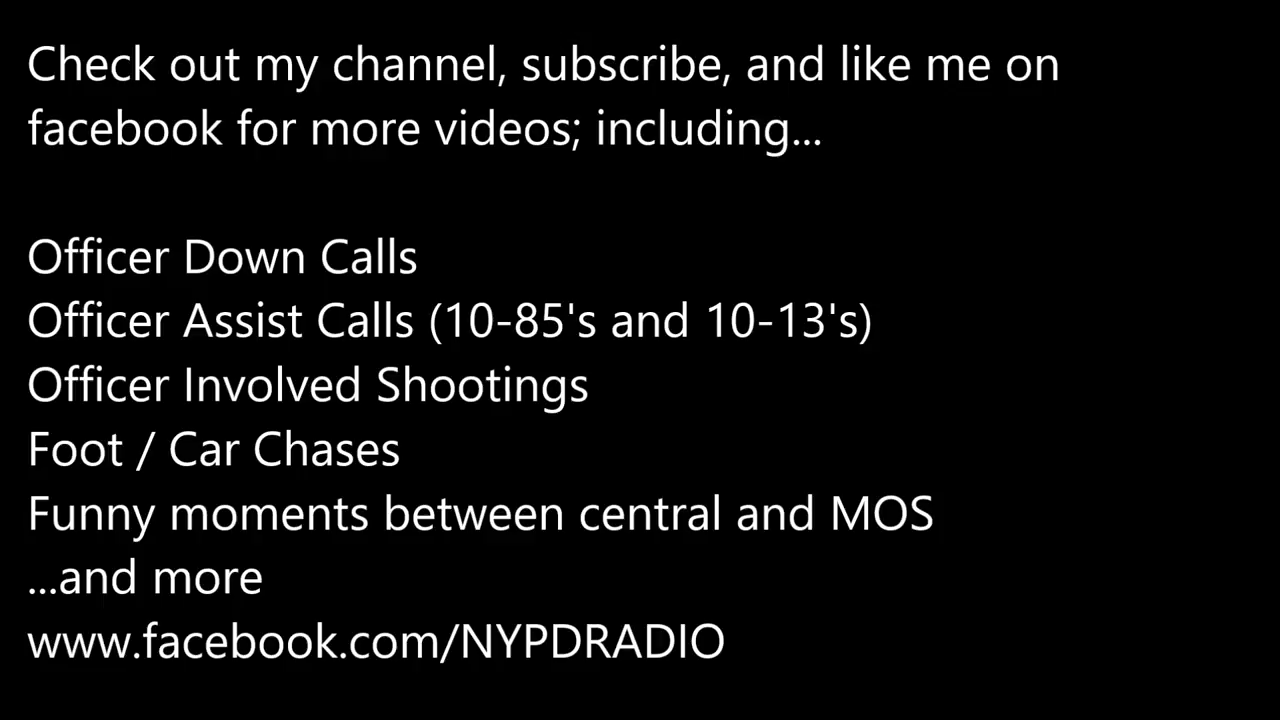 Check out my channel, subscribe, and like me on
facebook for more videos; including...
Officer Down Calls
Officer Assist Calls (10-85's and 10-13's)
Officer Involved Shootings
Foot / Car Chases
Funny moments between central and MOS
...and more
www.facebook.com/NYPDRADIO